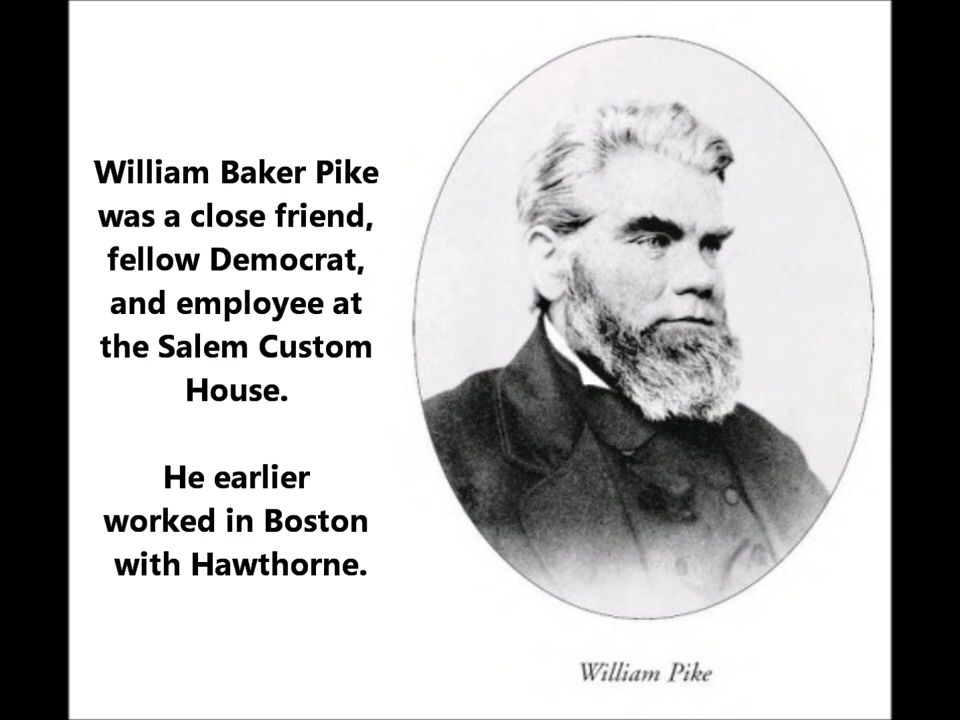 William Baker Pike
was a close friend,
fellow Democrat,
and employee at
the Salem Custom
House.
He earlier
worked in Boston
with Hawthorne.
William Pike